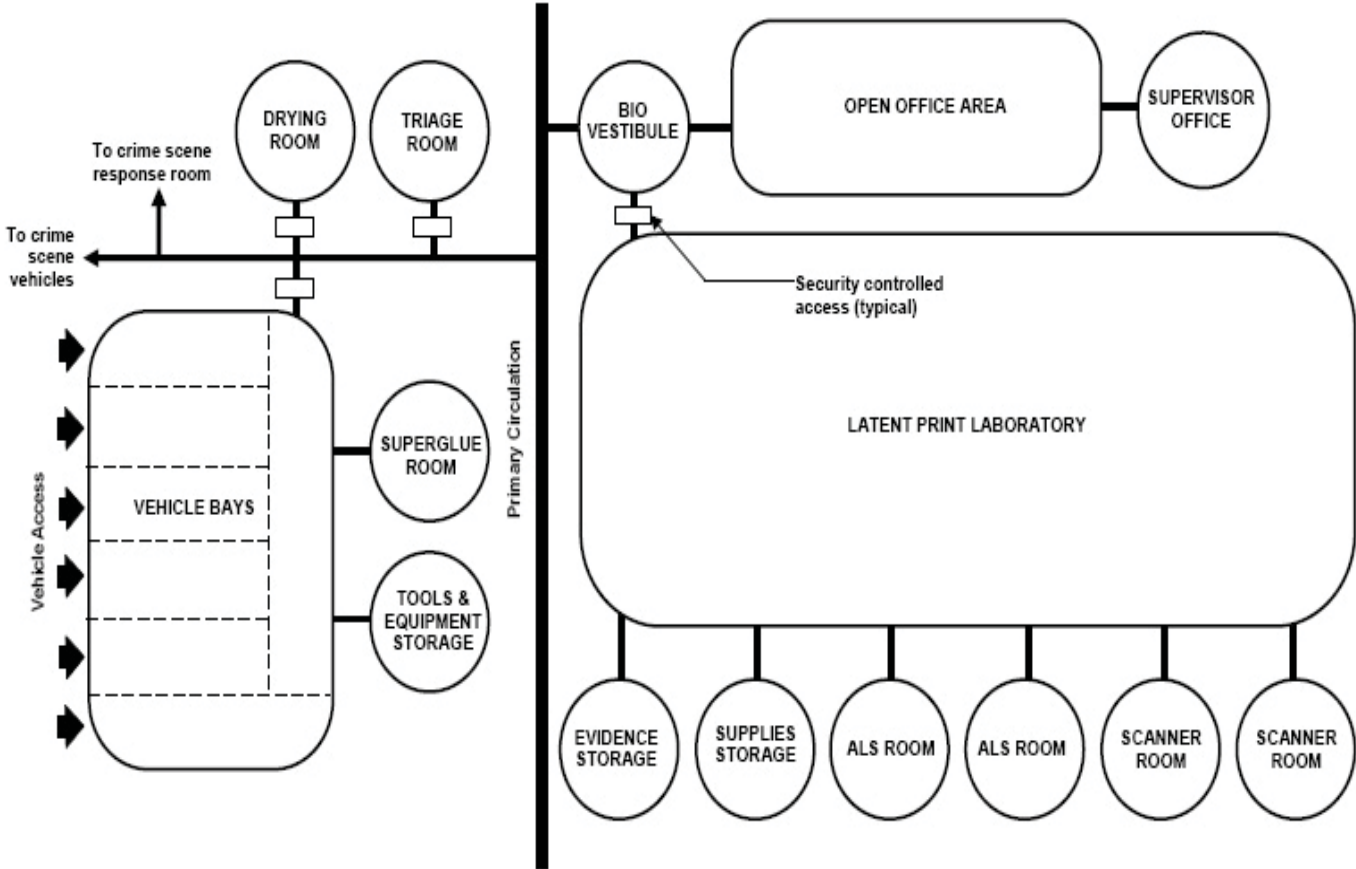 DRYING
ROOM
TRIAGE
ROOM
BIO
VESTIBULE
OPEN OFFICE AREA
SUPERVISOR
OFFICE
To crime scene
response room
To crime
scene
vehicles
Security controlled
access (typical)
Primary Circulation
Vehicle Access
VEHICLE BAYS
SUPERGLUE
ROOM
TOOLS &
EQUIPMENT
STORAGE
LATENT PRINT LABORATORY
EVIDENCE
STORAGE
SUPPLIES
STORAGE
ALS ROOM
ALS ROOM
SCANNER
ROOM
SCANNER
ROOM